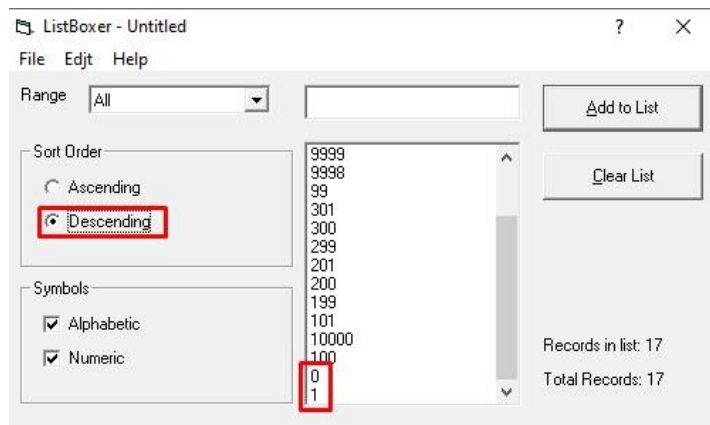 ListBoxer - Untitled
?
File Edjt Help
Range
All
Add to List
Sort Order
Ascending
Descending
9999
9998
99
301
300
299
201
200
199
101
10000
100
0
1
Clear List
Symbols
Alphabetic
Numeric
Records in list: 17
Total Records: 17